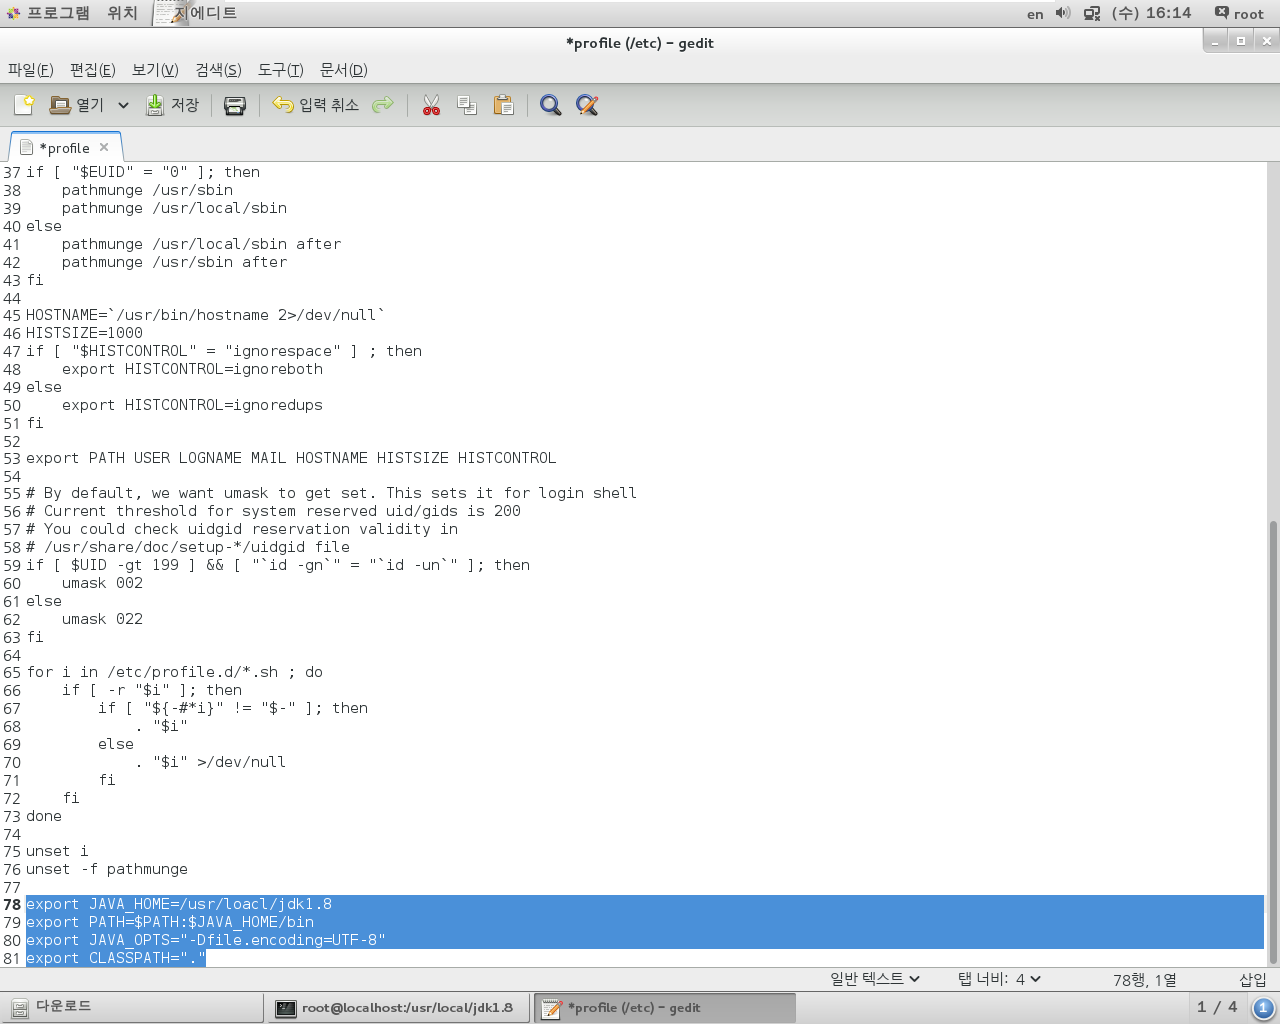 프로그램 위치 지에디트 en (수) 16:14 root
*profile (/etc) – gedit
파일(F) 편집(E) 보기(V) 검색(S) 도구(T) 문서(D)
열기 저장 입력 취소
*profile
37 if [ "$EUID" = "0" ]; then
38     pathmunge /usr/sbin
39     pathmunge /usr/local/sbin
40 else
41     pathmunge /usr/local/sbin after
42     pathmunge /usr/sbin after
43 fi
44
45 HOSTNAME=`/usr/bin/hostname 2>/dev/null`
46 HISTSIZE=1000
47 if [ "$HISTCONTROL" = "ignorespace" ] ; then
48     export HISTCONTROL=ignoreboth
49 else
50     export HISTCONTROL=ignoredups
51 fi
52
53 export PATH USER LOGNAME MAIL HOSTNAME HISTSIZE HISTCONTROL
54
55 # By default, we want umask to get set. This sets it for login shell
56 # Current threshold for system reserved uid/gids is 200
57 # You could check uidgid reservation validity in
58 # /usr/share/doc/setup-*/uidgid file
59 if [ $UID -gt 199 ] && [ "`id -gn`" = "`id -un`" ]; then
60     umask 002
61 else
62     umask 022
63 fi
64
65 for i in /etc/profile.d/*.sh ; do
66     if [ -r "$i" ]; then
67         if [ "${-#*i}" != "$-" ]; then
68             . "$i"
69         else
70             . "$i" >/dev/null
71         fi
72     fi
73 done
74
75 unset i
76 unset -f pathmunge
77
78 export JAVA_HOME=/usr/loacl/jdk1.8
79 export PATH=$PATH:$JAVA_HOME/bin
80 export JAVA_OPTS="-Dfile.encoding=UTF-8"
81 export CLASSPATH="."
일반 텍스트 탭 너비: 4 78행, 1열 삽입
다운로드 root@localhost:/usr/local/jdk1.8 *profile (/etc) – gedit 1 / 4 1